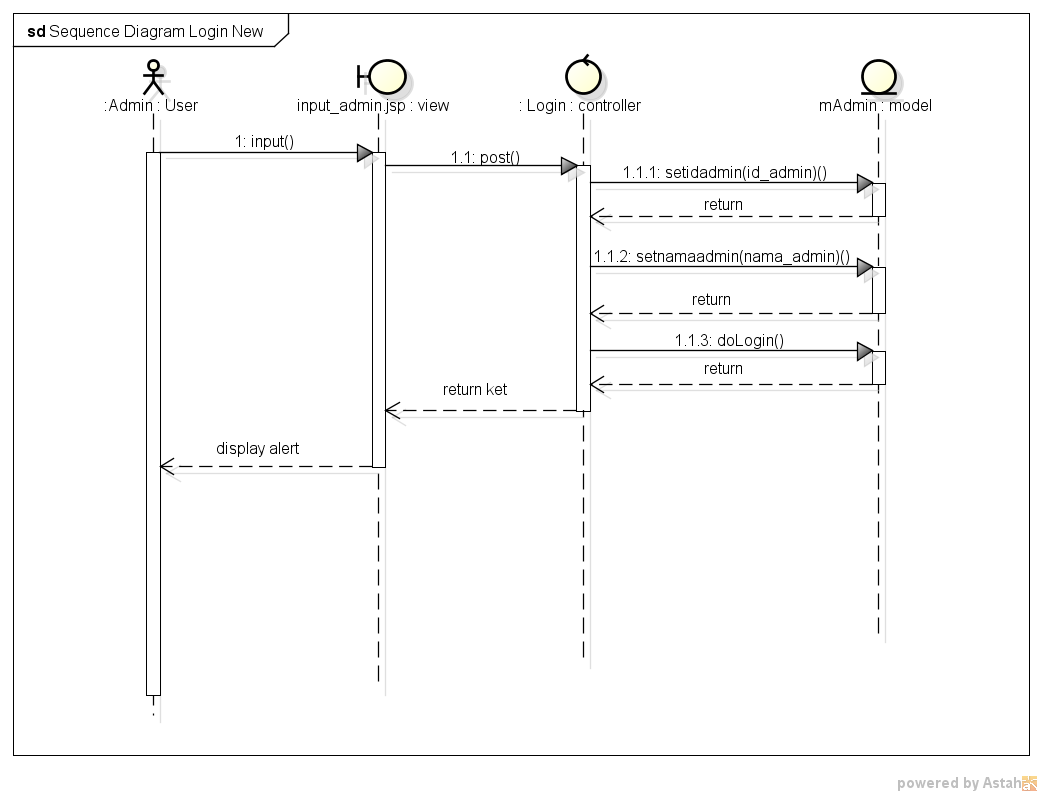 sd Sequence Diagram Login New
: Admin : User
input_admin.jsp : view
: Login : controller
mAdmin : model
1: input()
1.1: post()
1.1.1: setidadmin(id_admin)()
return
1.1.2: setnamaadmin(nama_admin)()
return
1.1.3: doLogin()
return
return ket
display alert
powered by Astah